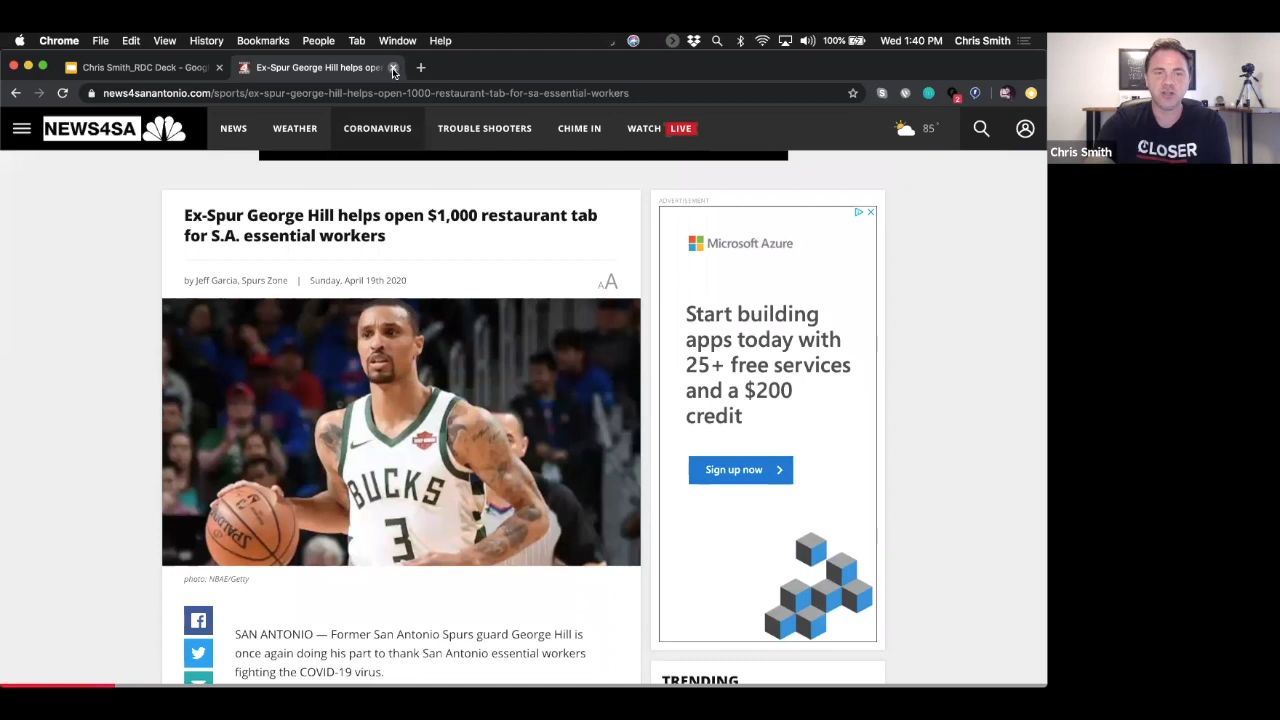 Chrome File Edit View History Bookmarks People Tab Window Help 100% Wed 1:40 PM Chris Smith
Chris Smith_RDC Deck - Goog Ex-Spur George Hill helps oper
news4sanantonio.com/sports/ex-spur-george-hill-helps-open-1000-restaurant-tab-for-sa-essential-workers
NEWS4SA NEWS WEATHER CORONAVIRUS TROUBLE SHOOTERS CHIME IN WATCH LIVE 85°
Ex-Spur George Hill helps open $1,000 restaurant tab
for S.A. essential workers
by Jeff Garcia, Spurs Zone | Sunday, April 19th 2020
AA
BUCKS
3
SPALDING
photo: NBAE/Getty
SAN ANTONIO — Former San Antonio Spurs guard George Hill is
once again doing his part to thank San Antonio essential workers
fighting the COVID-19 virus.
ADVERTISEMENT
Microsoft Azure
Start building
apps today with
25+ free services
and a $200
credit
Sign up now
TRENDING
CLOSER
Chris Smith